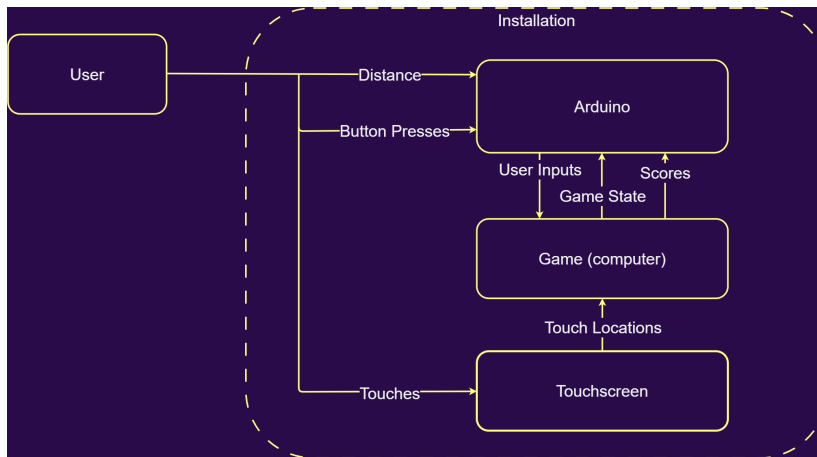 Installation
User
Distance
Arduino
Button Presses
User Inputs
Scores
Game State
Game (computer)
Touch Locations
Touches
Touchscreen